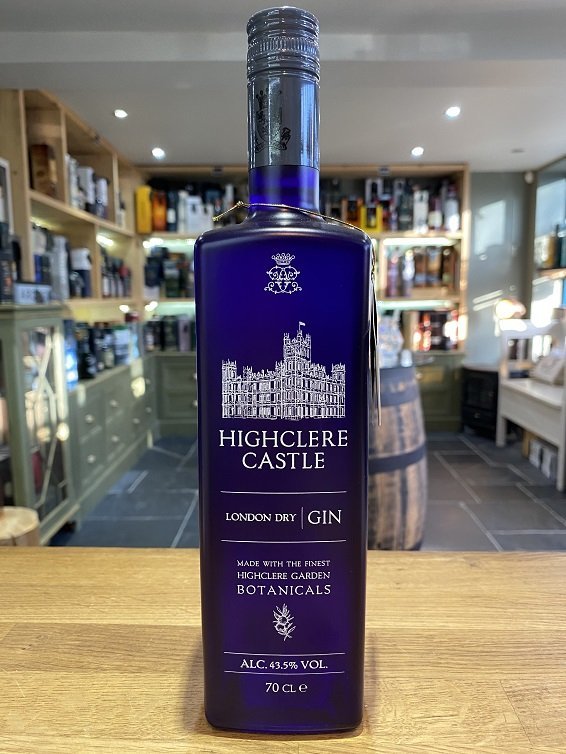 HIGHCLERE
CASTLE
LONDON DRY | GIN
MADE WITH THE FINEST
HIGHCLERE GARDEN
BOTANICALS
ALC. 43.5% VOL.
70 CL ℮